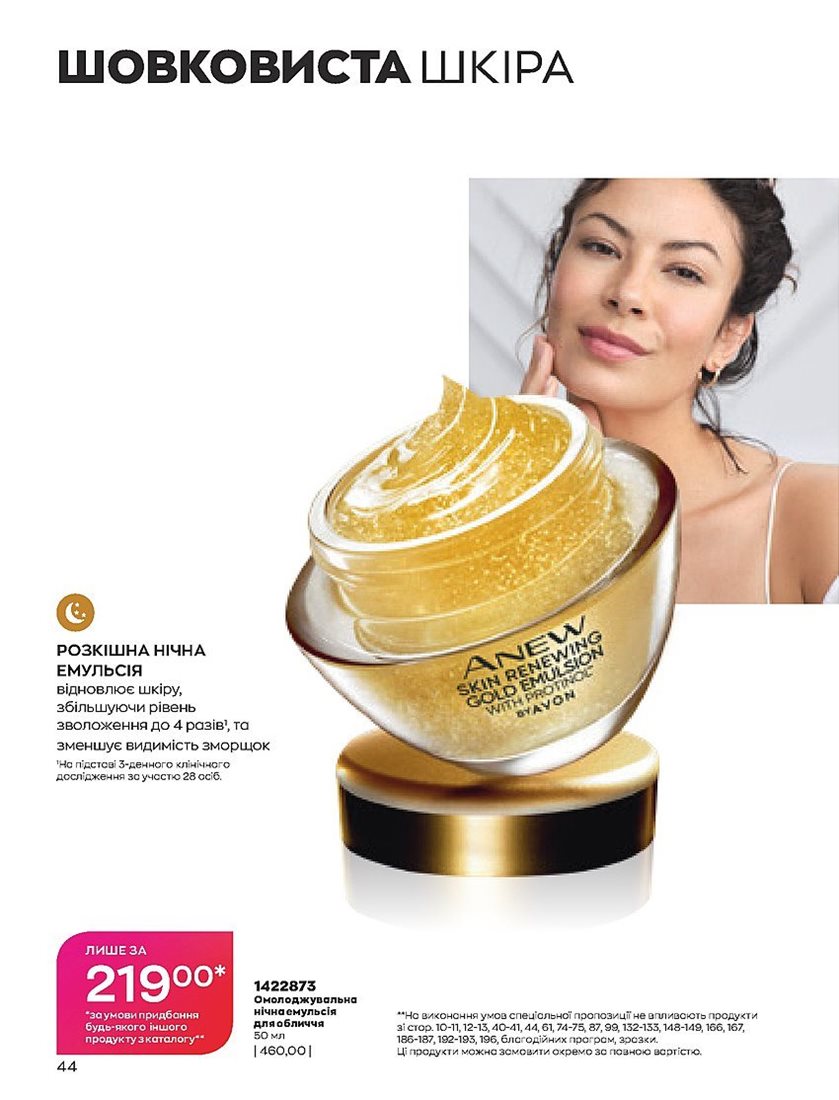 ШОВКОВИСТА ШКІРА
ANEW
SKIN RENEWING
GOLD EMULSION
WITH PROTINOL
BY AVON
РОЗКІШНА НІЧНА
ЕМУЛЬСІЯ
відновлює шкіру,
збільшуючи рівень
зволоження до 4 разів¹, та
зменшує видимість зморщок
¹На підставі 3-денного клінічного
дослідження за участю 28 осіб.
ЛИШЕ ЗА
219⁰⁰*
*за умови придбання
будь-якого іншого
продукту з каталогу**
1422873
Омолоджувальна
нічна емульсія
для обличчя
50 мл
| 460,00 |
**На виконання умов спеціальної пропозиції не впливають продукти
зі стор. 10-11, 12-13, 40-41, 44, 61, 74-75, 87, 99, 132-133, 148-149, 166, 167,
186-187, 192-193, 196, благодійних програм, зразки.
Ці продукти можна замовити окремо за повною вартістю.
44